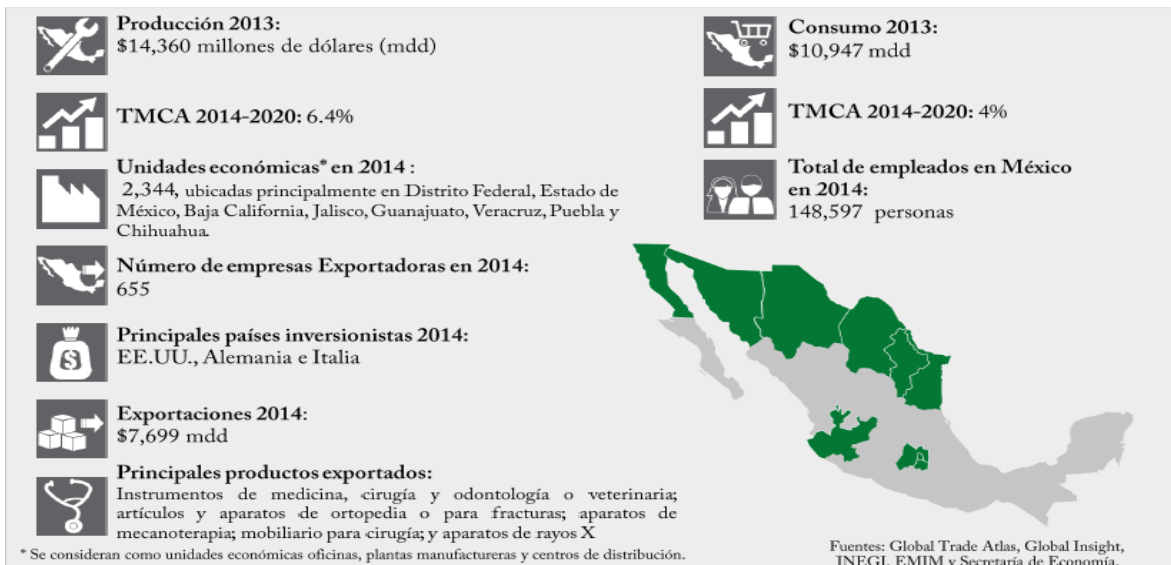 Producción 2013:
$14,360 millones de dólares (mdd)
TMCA 2014-2020: 6.4%
Unidades económicas* en 2014 :
2,344, ubicadas principalmente en Distrito Federal, Estado de
México, Baja California, Jalisco, Guanajuato, Veracruz, Puebla y
Chihuahua.
Número de empresas Exportadoras en 2014:
655
Principales países inversionistas 2014:
EE.UU., Alemania e Italia
Exportaciones 2014:
$7,699 mdd
Principales productos exportados:
Instrumentos de medicina, cirugía y odontología o veterinaria;
artículos y aparatos de ortopedia o para fracturas; aparatos de
mecanoterapia; mobiliario para cirugía; y aparatos de rayos X
* Se consideran como unidades económicas oficinas, plantas manufactureras y centros de distribución.
Consumo 2013:
$10,947 mdd
TMCA 2014-2020: 4%
Total de empleados en México
en 2014:
148,597 personas
Fuentes: Global Trade Atlas, Global Insight,
INEGI, EMIM y Secretaría de Economía.